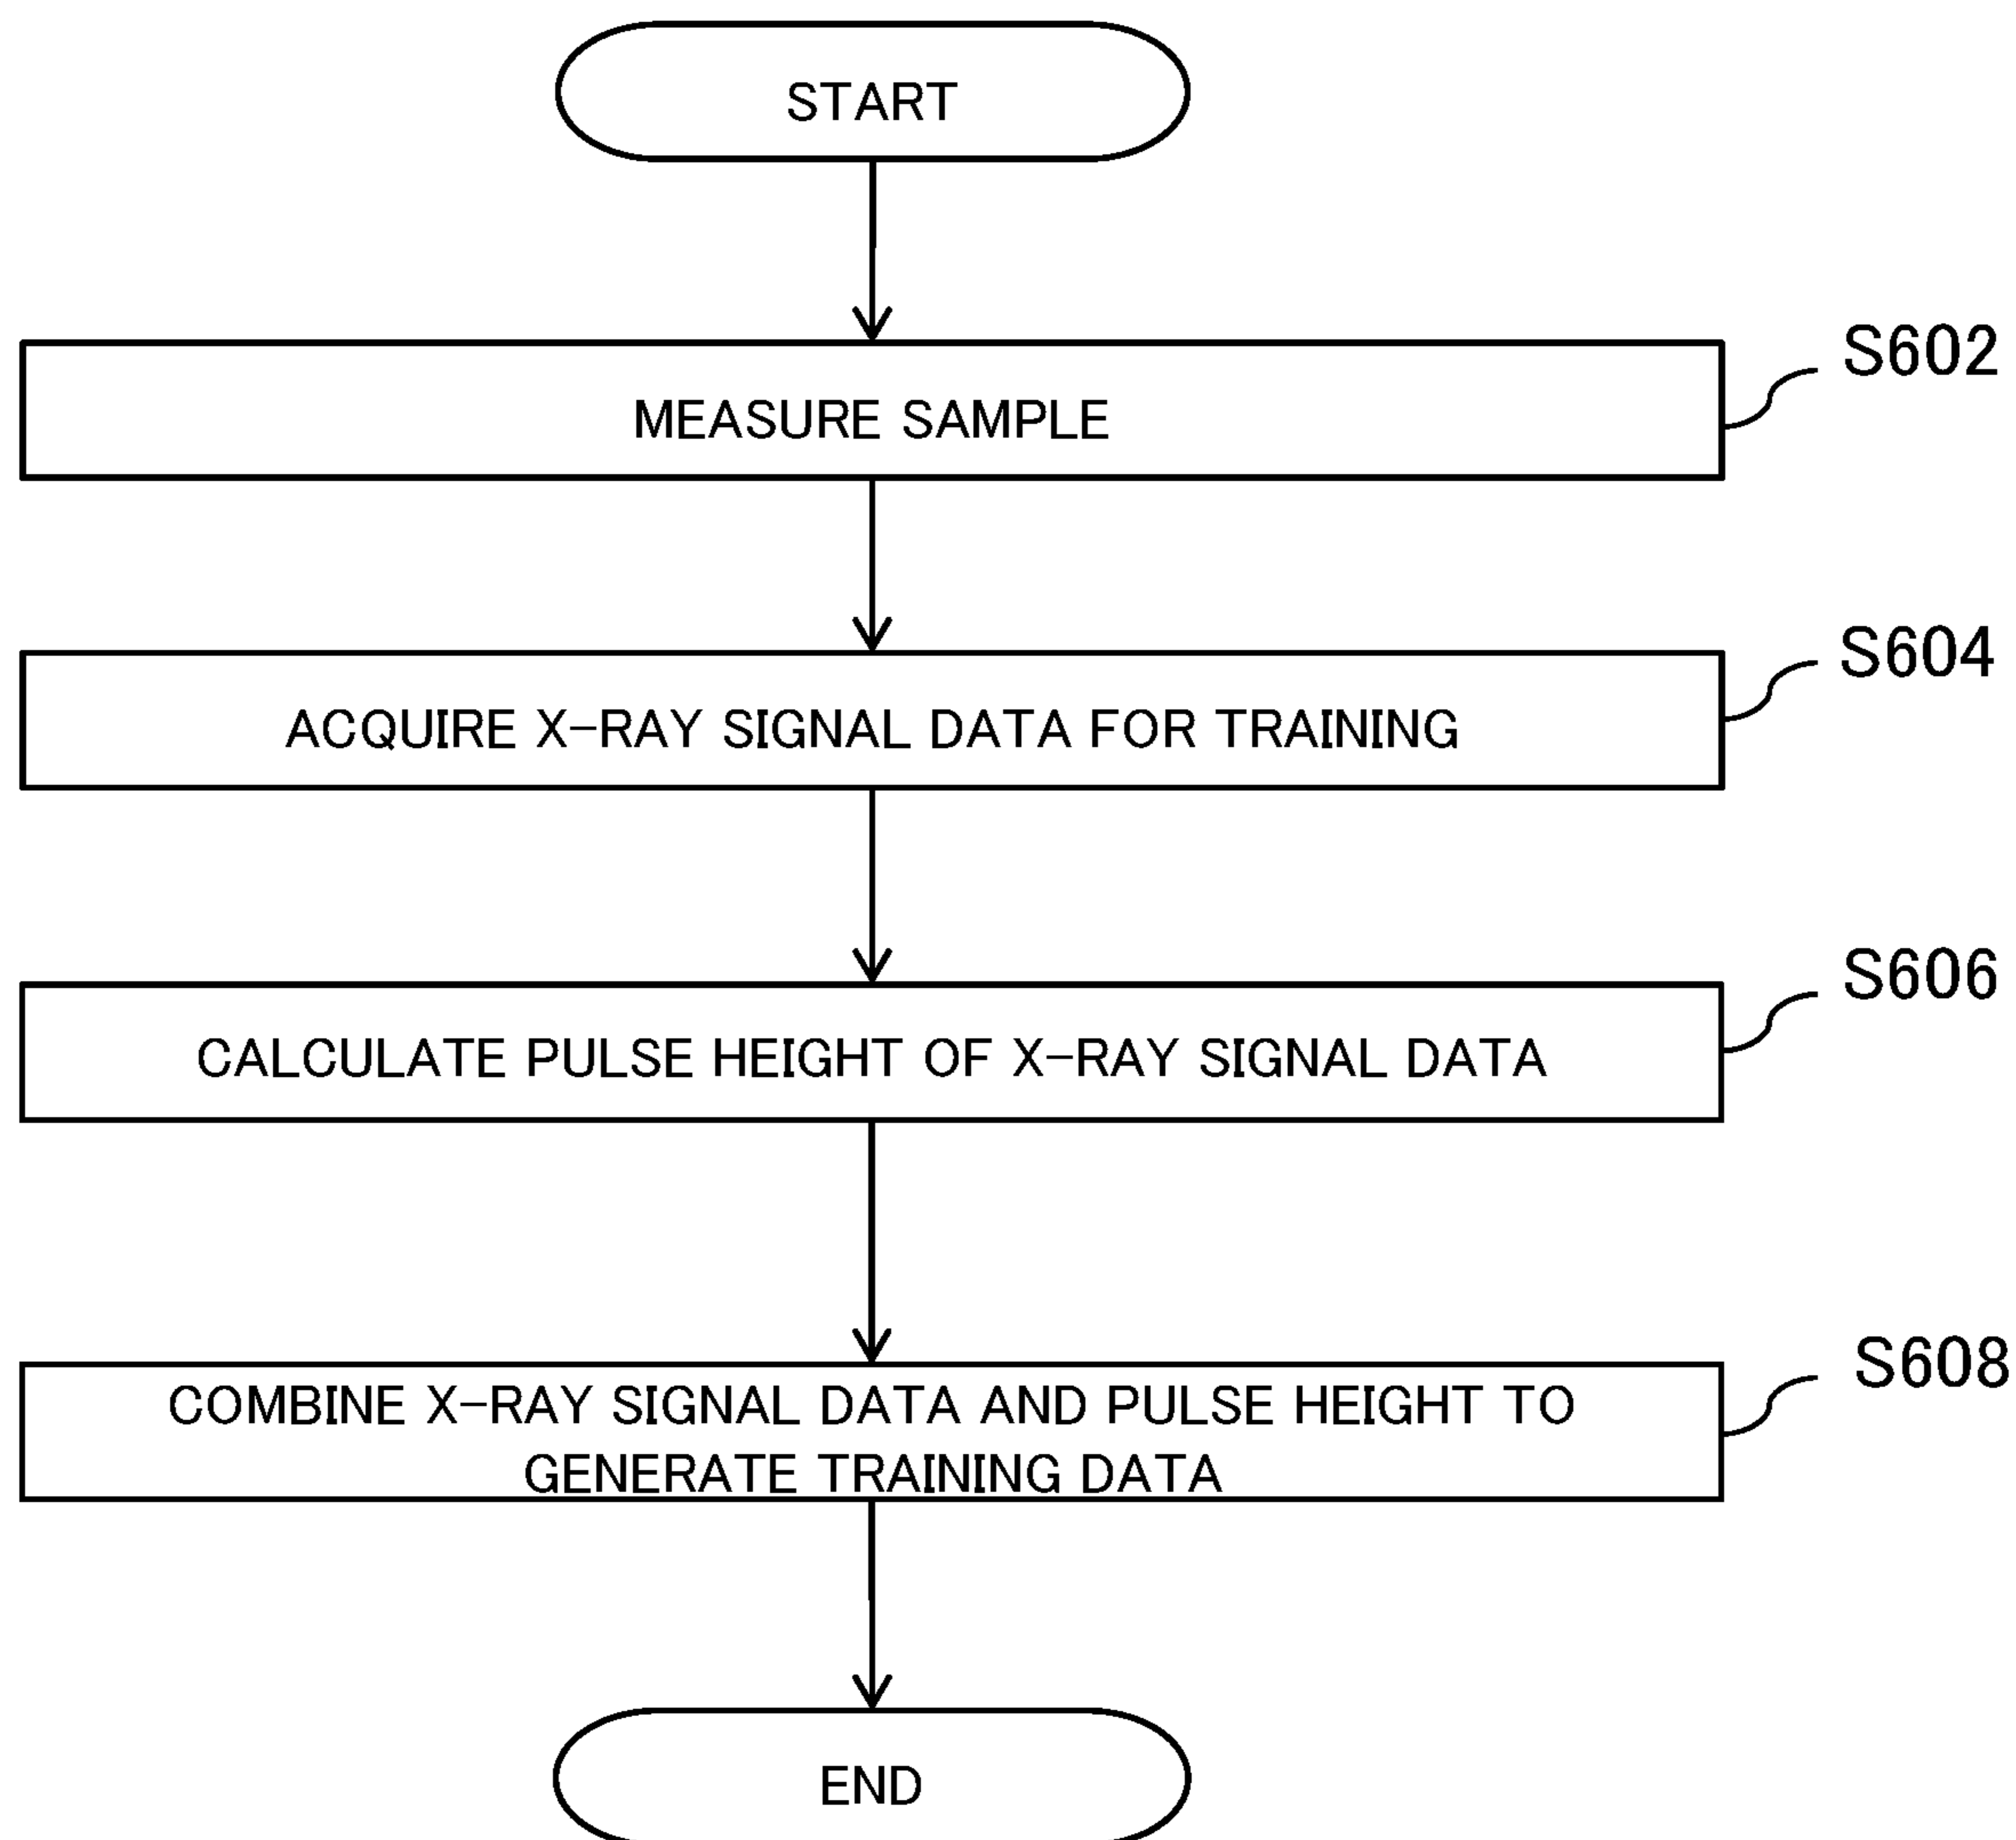 START
S602
MEASURE SAMPLE
S604
ACQUIRE X-RAY SIGNAL DATA FOR TRAINING
S606
CALCULATE PULSE HEIGHT OF X-RAY SIGNAL DATA
S608
COMBINE X-RAY SIGNAL DATA AND PULSE HEIGHT TO
GENERATE TRAINING DATA
END